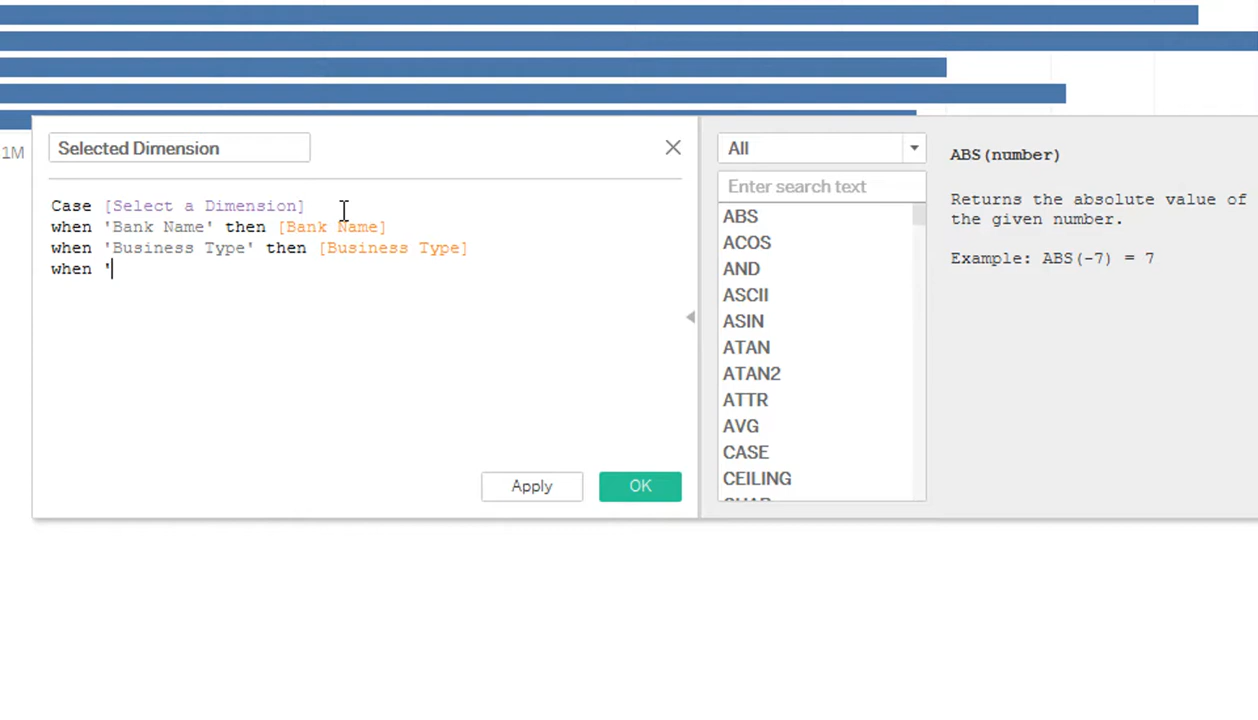 1M
Selected Dimension
Case [Select a Dimension]
when 'Bank Name' then [Bank Name]
when 'Business Type' then [Business Type]
when '
Apply
OK
All
Enter search text
ABS
ACOS
AND
ASCII
ASIN
ATAN
ATAN2
ATTR
AVG
CASE
CEILING
ABS(number)
Returns the absolute value of
the given number.
Example: ABS(-7) = 7